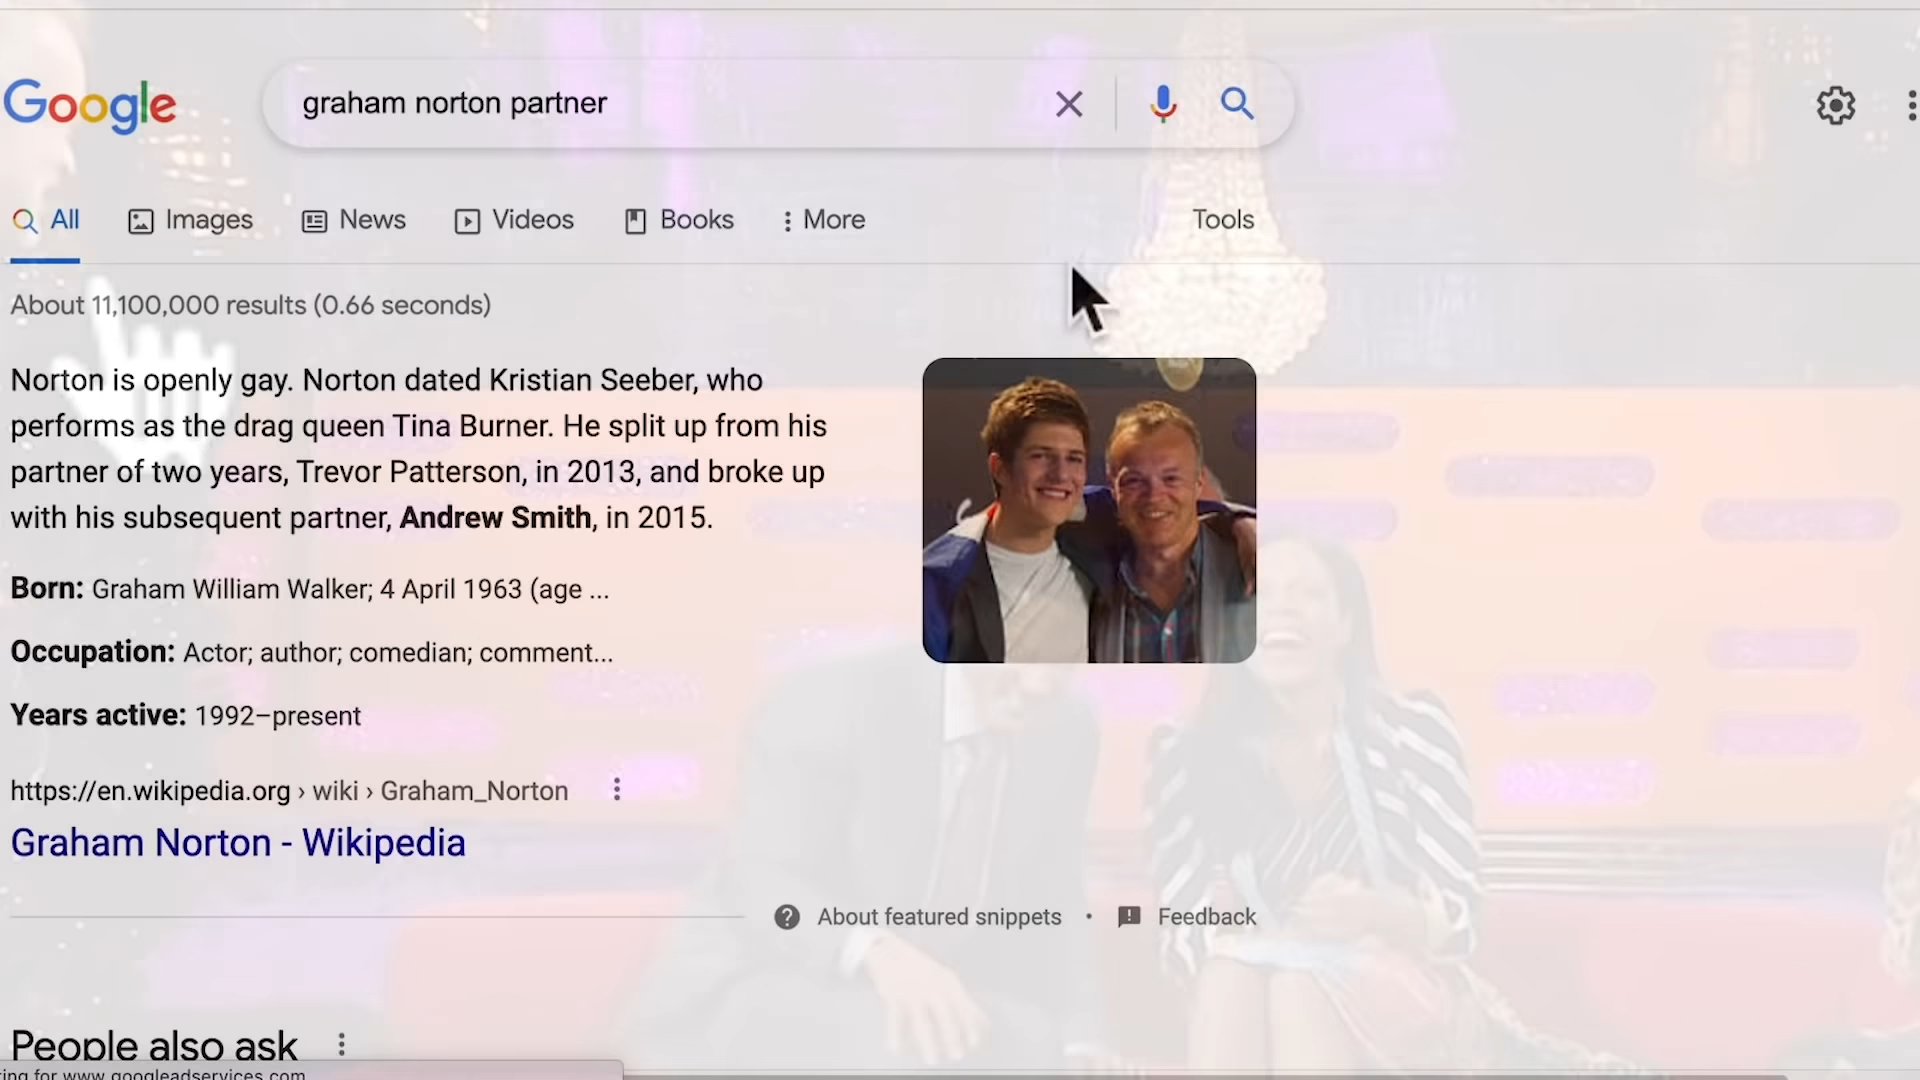 Google
graham norton partner
All
Images
News
Videos
Books
More
Tools
About 11,100,000 results (0.66 seconds)
Norton is openly gay. Norton dated Kristian Seeber, who
performs as the drag queen Tina Burner. He split up from his
partner of two years, Trevor Patterson, in 2013, and broke up
with his subsequent partner, Andrew Smith, in 2015.
Born: Graham William Walker; 4 April 1963 (age ...
Occupation: Actor; author; comedian; comment...
Years active: 1992–present
https://en.wikipedia.org › wiki › Graham_Norton
Graham Norton - Wikipedia
About featured snippets • Feedback
People also ask
for www.googleadservices.com